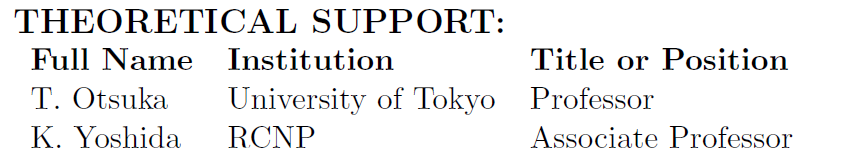 THEORETICAL SUPPORT:
Full Name Institution Title or Position
T. Otsuka University of Tokyo Professor
K. Yoshida RCNP Associate Professor